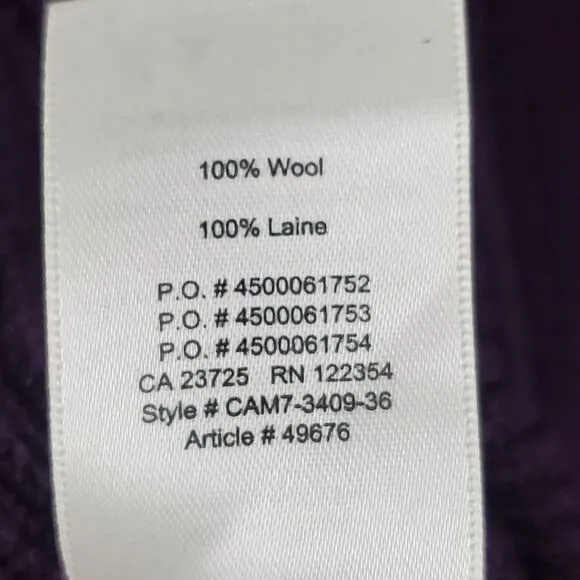 100% Wool
100% Laine
P.O. # 4500061752
P.O. # 4500061753
P.O. # 4500061754
CA 23725 RN 122354
Style # CAM7-3409-36
Article # 49676